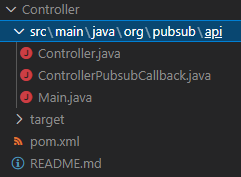 Controller
src\main\java\org\pubsub\api
Controller.java
ControllerPubsubCallback.java
Main.java
target
pom.xml
README.md